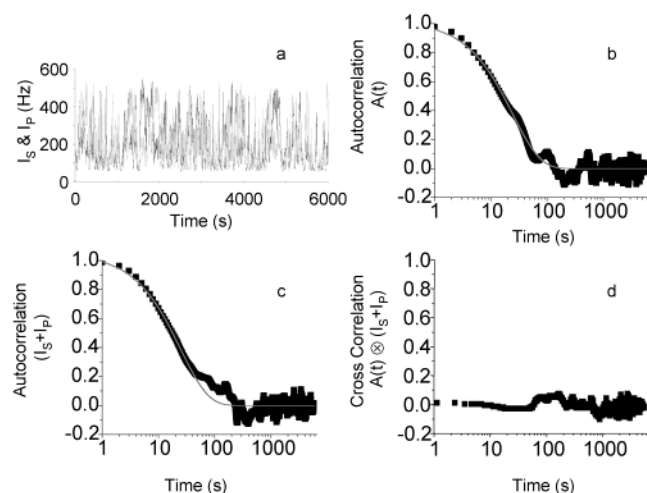 a
600
400
200
0
I_S & I_P (Hz)
0 2000 4000 6000
Time (s)
b
1.0
0.8
0.6
0.4
0.2
0.0
-0.2
Autocorrelation
A(t)
1 10 100 1000
Time (s)
c
1.0
0.8
0.6
0.4
0.2
0.0
-0.2
Autocorrelation
(I_S+I_P)
1 10 100 1000
Time (s)
d
1.0
0.8
0.6
0.4
0.2
0.0
-0.2
Cross Correlation
A(t) ⊗ (I_S+I_P)
1 10 100 1000
Time (s)